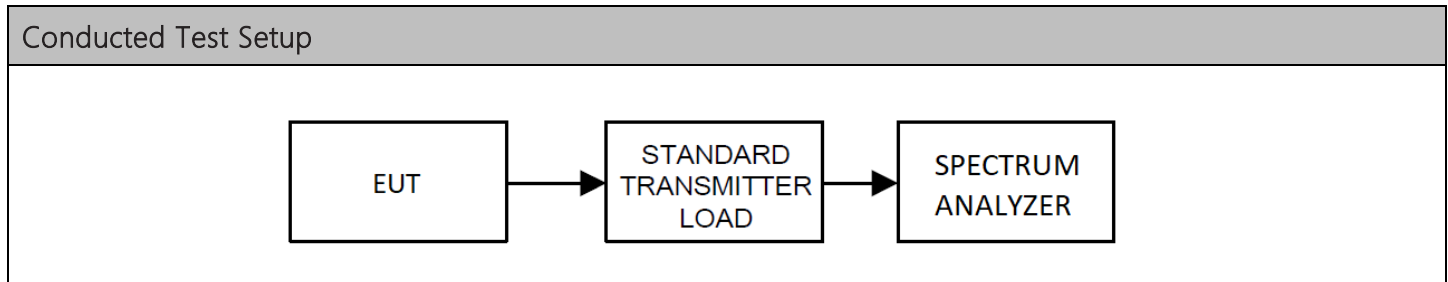 Conducted Test Setup
EUT
STANDARD
TRANSMITTER
LOAD
SPECTRUM
ANALYZER